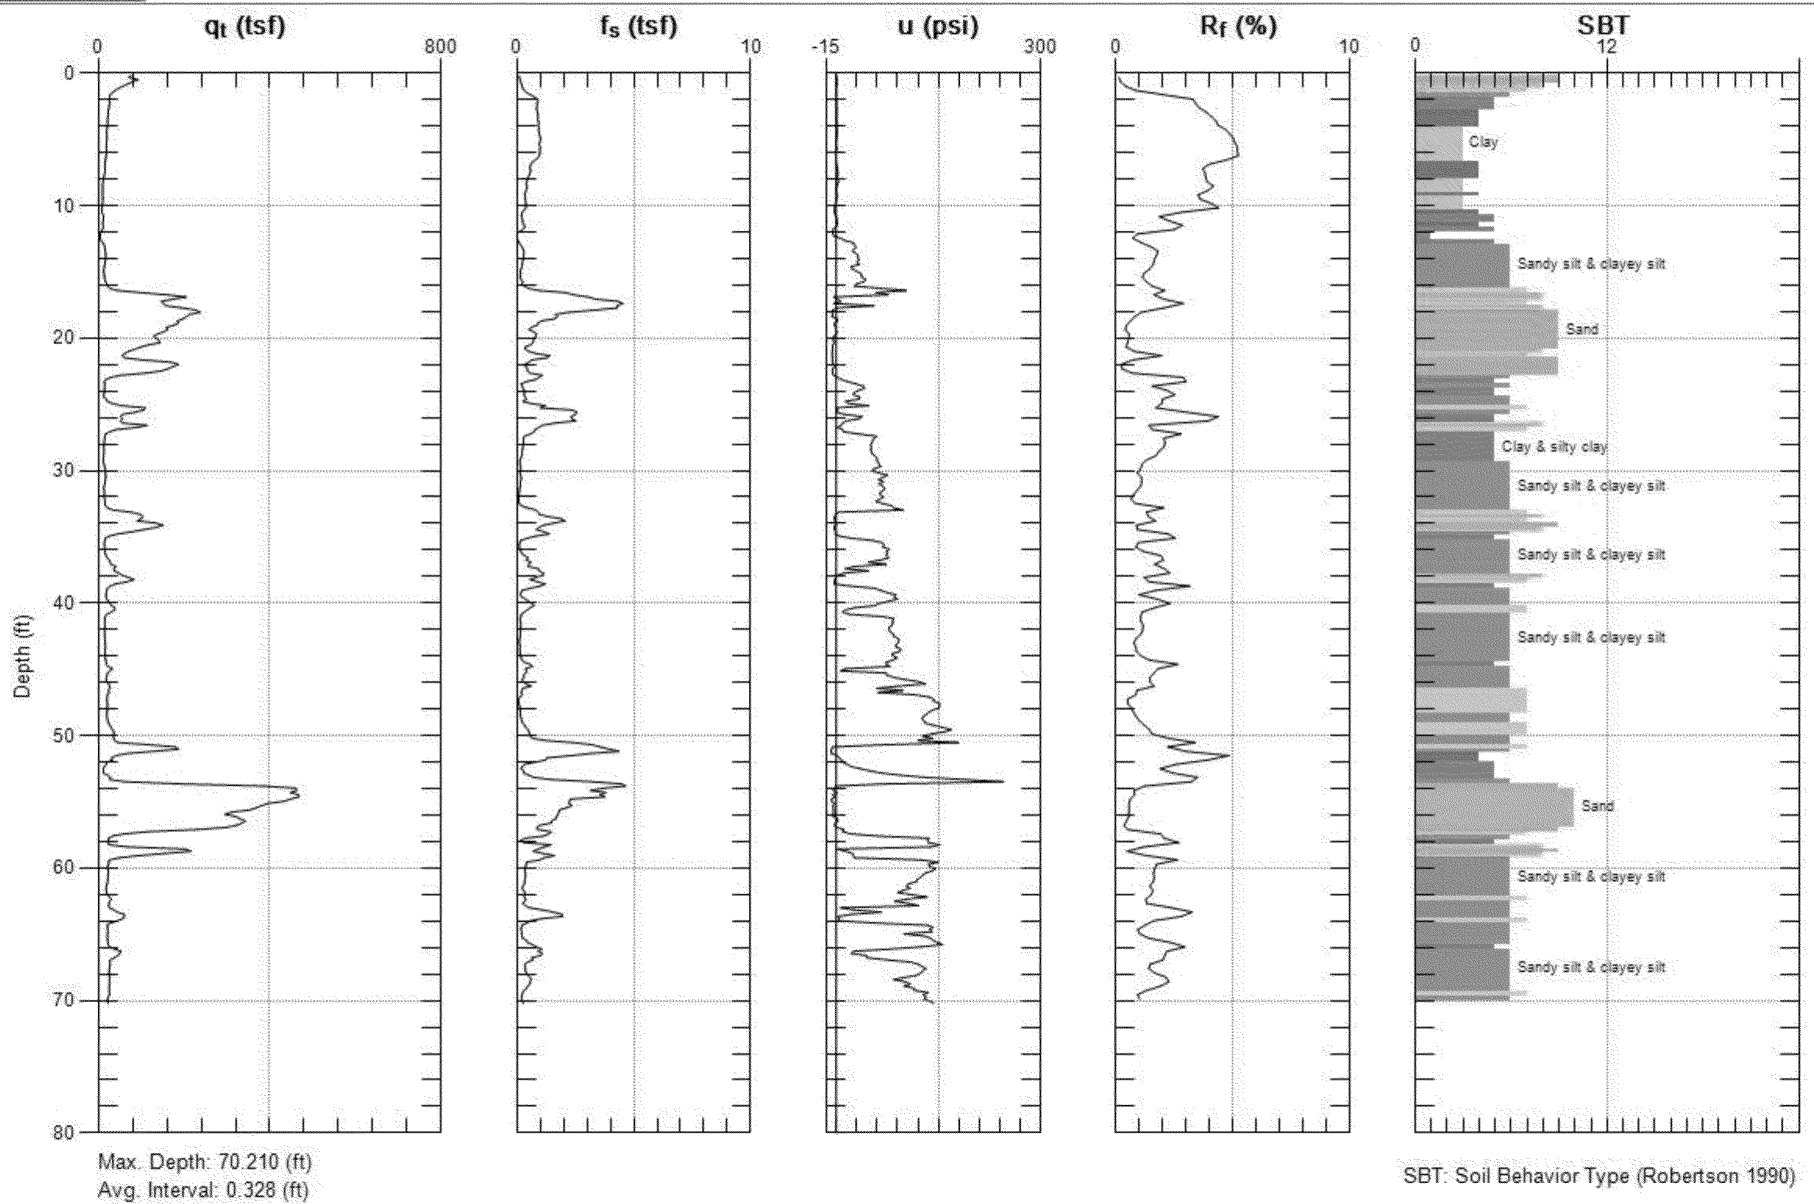 qt (tsf) fs (tsf) u (psi) Rf (%) SBT
0 800 0 10 -15 300 0 10 0 12
0
Clay
10
Sandy silt & clayey silt
Sand
20
Clay & silty clay
30
Sandy silt & clayey silt
Sandy silt & clayey silt
40
Sandy silt & clayey silt
Depth (ft)
50
Sand
60
Sandy silt & clayey silt
Sandy silt & clayey silt
70
80
Max. Depth: 70.210 (ft)
Avg. Interval: 0.328 (ft)
SBT: Soil Behavior Type (Robertson 1990)